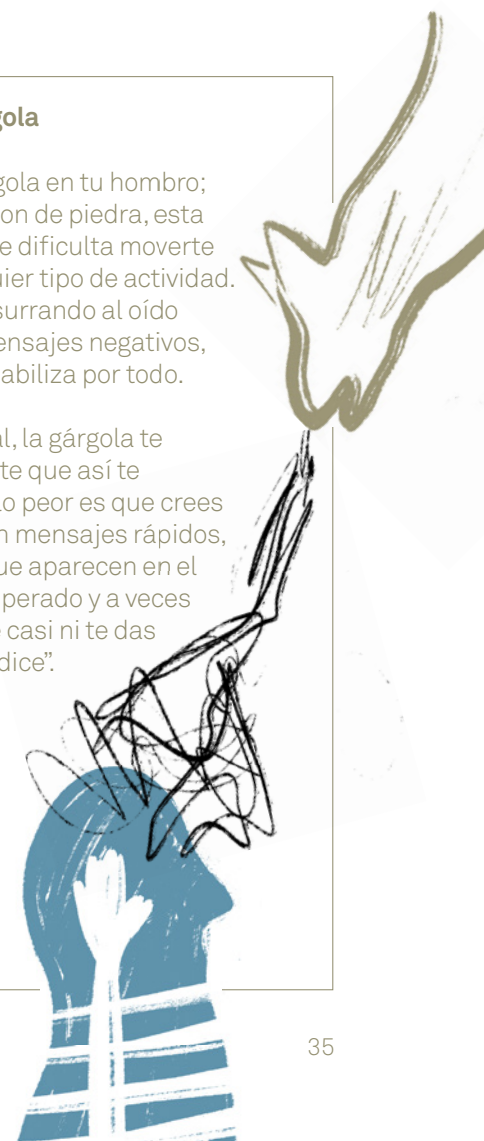 gola
gola en tu hombro;
on de piedra, esta
e dificulta moverte
uier tipo de actividad.
surrando al oído
ensajes negativos,
abiliza por todo.
al, la gárgola te
te que así te
lo peor es que crees
n mensajes rápidos,
ue aparecen en el
perado y a veces
e casi ni te das
dice”.
35